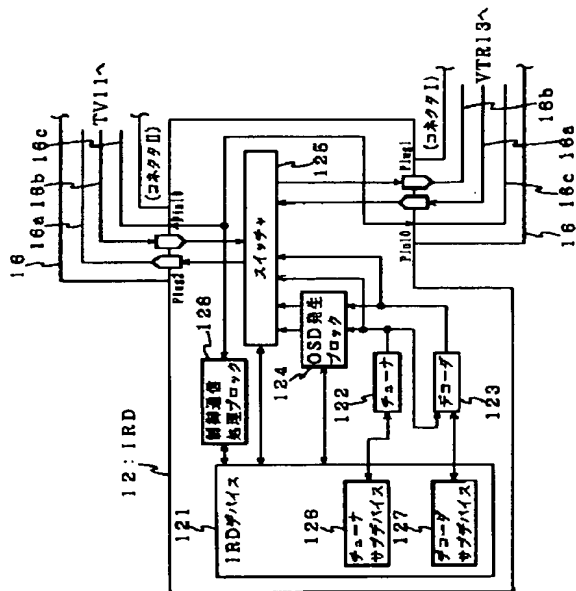 12:IRD
16
16a
16b
TV11へ
16c
(コネクタⅡ)
Plug2
Pin10
128
制御通信
処理ブロック
125
スイッチャ
121
IRDデバイス
124
OSD発生
ブロック
122
チューナ
123
デコーダ
126
チューナ
サブデバイス
127
デコーダ
サブデバイス
Plug1
Pin10
(コネクタⅠ)
VTR13へ
16b
16a
16c
16